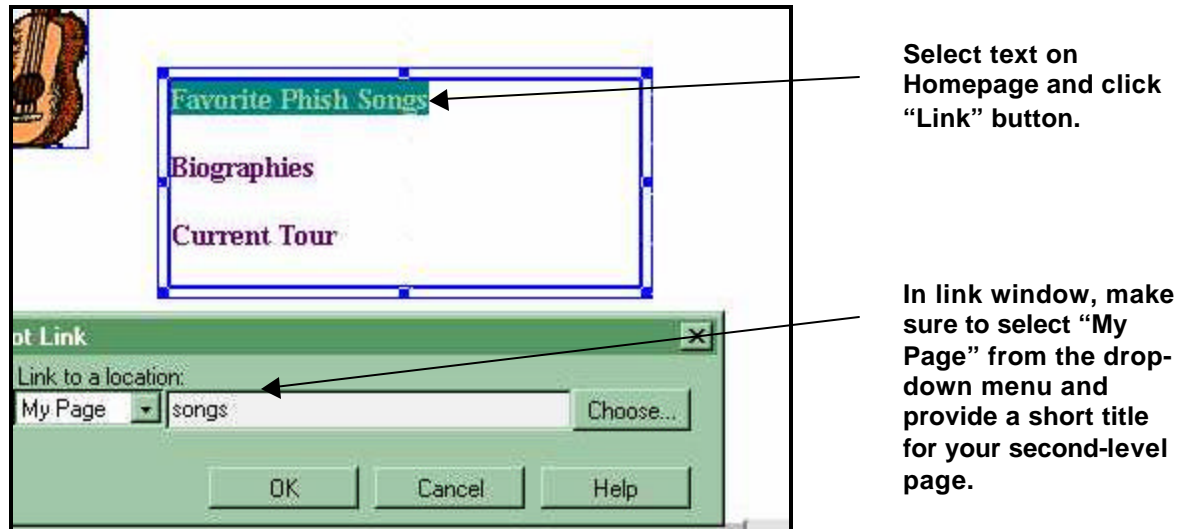 Favorite Phish Songs
Biographies
Current Tour
Select text on
Homepage and click
“Link” button.
ot Link
Link to a location:
My Page songs Choose...
OK Cancel Help
In link window, make
sure to select “My
Page” from the drop-
down menu and
provide a short title
for your second-level
page.